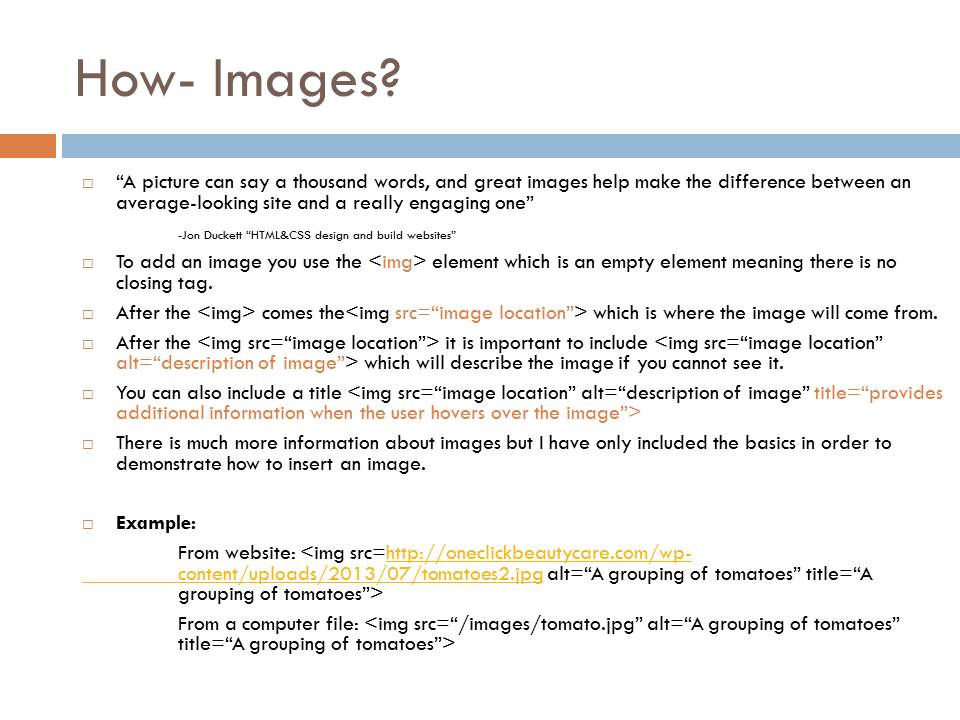 How- Images?
“A picture can say a thousand words, and great images help make the difference between an
average-looking site and a really engaging one”
-Jon Duckett “HTML&CSS design and build websites”
To add an image you use the <img> element which is an empty element meaning there is no
closing tag.
After the <img> comes the<img src=“image location”> which is where the image will come from.
After the <img src=“image location”> it is important to include <img src=“image location”
alt=“description of image”> which will describe the image if you cannot see it.
You can also include a title <img src=“image location” alt=“description of image” title=“provides
additional information when the user hovers over the image”>
There is much more information about images but I have only included the basics in order to
demonstrate how to insert an image.
Example:
From website: <img src=http://oneclickbeautycare.com/wp-
content/uploads/2013/07/tomatoes2.jpg alt=“A grouping of tomatoes” title=“A
grouping of tomatoes”>
From a computer file: <img src=“/images/tomato.jpg” alt=“A grouping of tomatoes”
title=“A grouping of tomatoes”>